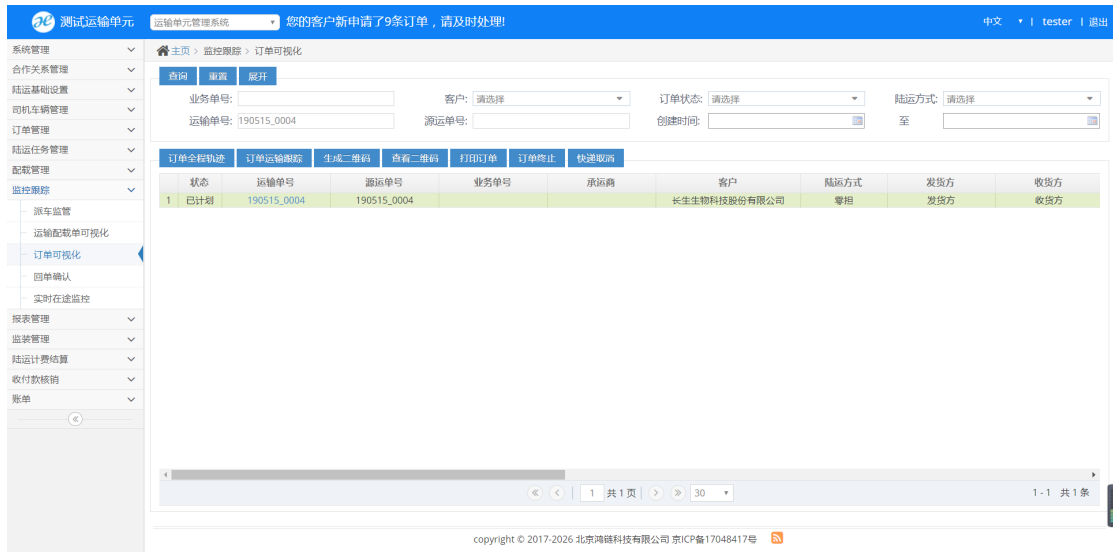 测试运输单元 运输单元管理系统 您的客户新申请了9条订单，请及时处理! 中文 | tester | 退出
系统管理
合作关系管理
陆运基础设置
司机车辆管理
订单管理
陆运任务管理
配载管理
监控跟踪
派车监管
运输配载单可视化
订单可视化
回单确认
实时在途监控
报表管理
监装管理
陆运计费结算
收付款核销
账单
主页 > 监控跟踪 > 订单可视化
查询 重置 展开
业务单号: 客户: 请选择 订单状态: 请选择 陆运方式: 请选择
运输单号: 190515_0004 源运单号: 创建时间: 至
订单全程轨迹 订单运输跟踪 生成二维码 查看二维码 打印订单 订单终止 快递取消
状态 运输单号 源运单号 业务单号 承运商 客户 陆运方式 发货方 收货方
1 已计划 190515_0004 190515_0004 长生生物科技股份有限公司 零担 发货方 收货方
1 共1页 30 1-1 共1条
copyright © 2017-2026 北京鸿链科技有限公司 京ICP备17048417号